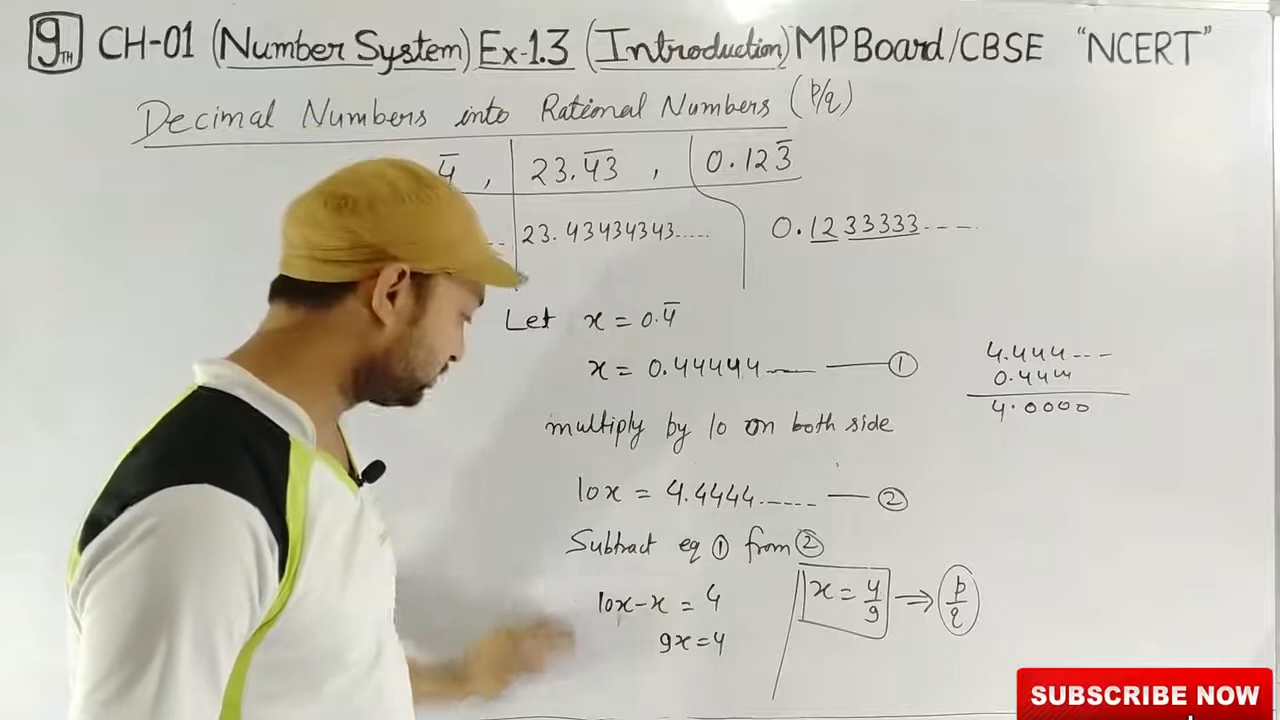 9TH CH-01 (Number System) Ex-1.3 (Introduction) MP Board/CBSE "NCERT"
Decimal Numbers into Rational Numbers (p/q)
4̅ , 23.4̅3̅ , 0.123̅
23.43434343..... 0.1233333----
Let x = 0.4̅
x = 0.44444...... ——— ①
4.444---
0.444
4.0000
multiply by 10 on both side
10x = 4.4444...... — ②
Subtract eq ① from ②
10x-x = 4
9x=4
x = 4/9 ⇒ p/q
SUBSCRIBE NOW